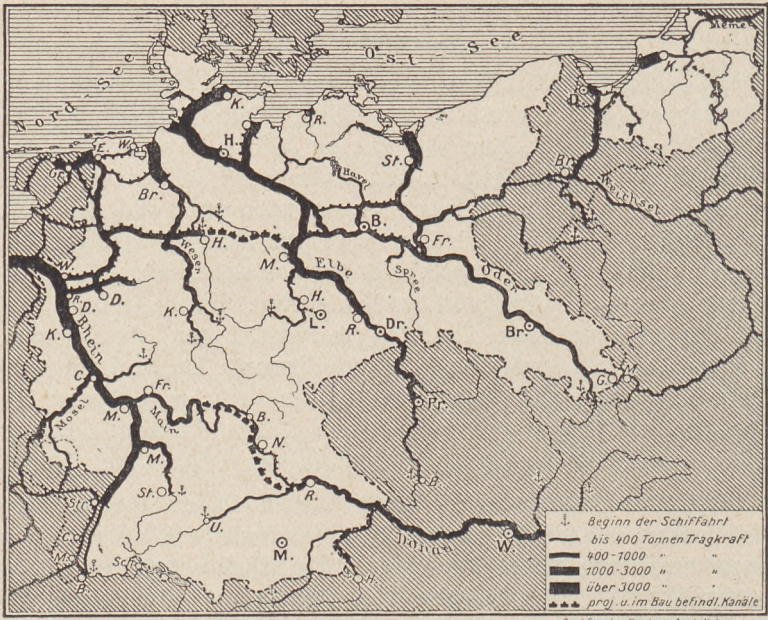 Nord-See
Ost-See
Memel
K.
K.
D.
R.
H.
E.
W.
St.
Havel
Br.
Br.
Weichsel
B.
Fr.
H.
Weser
M.
Elbe
Spree
Oder
W.
R.
D.
D.
H.
L.
K.
R.
Dr.
Br.
K.
Rhein
C.
Fr.
G.
M.
Mosel
M.
Main
B.
Pr.
N.
M.
B.
St.
Str.
R.
U.
C.
M.
Donau
W.
M.
Sch.
B
H.
Beginn der Schiffahrt
bis 400 Tonnen Tragkraft
400-1000 " "
1000-3000 " "
über 3000 " "
proj. u. im Bau befindl. Kanäle